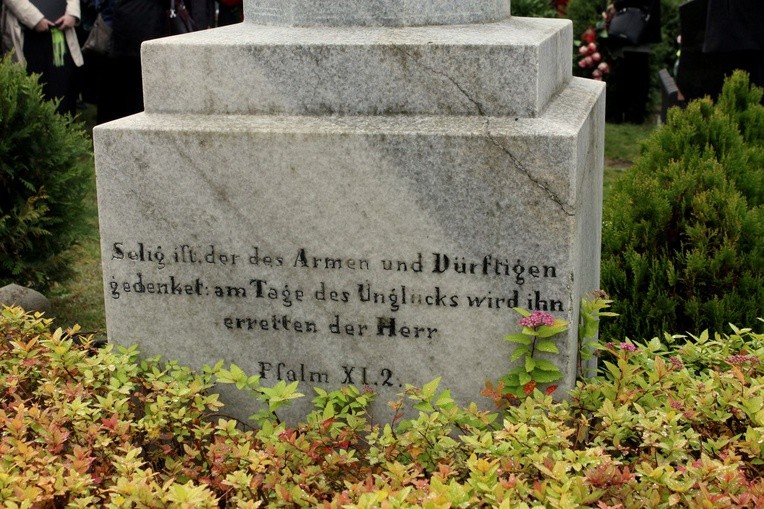 Selig iſt, der des Armen und Dürftigen
gedenket: am Tage des Unglücks wird ihn
erretten der Herr
Pſalm XL.2.